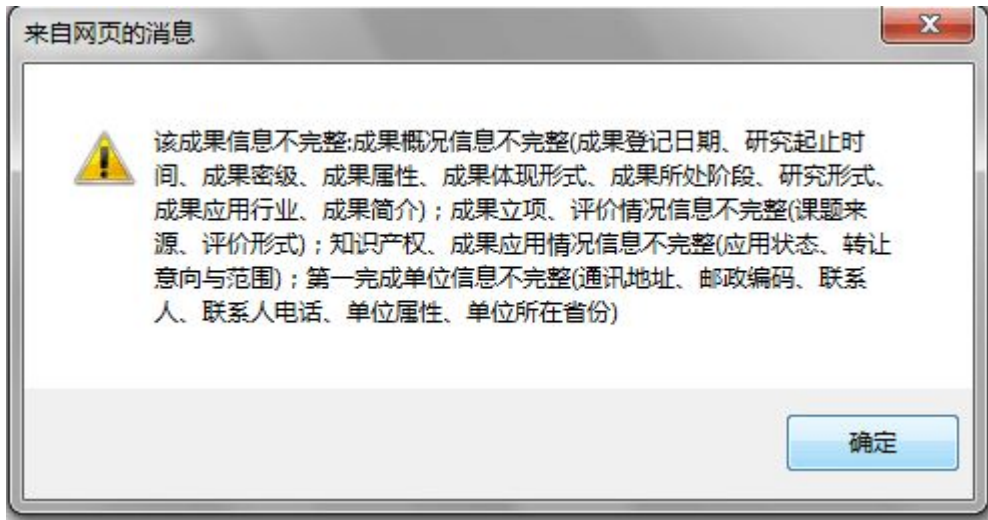 来自网页的消息
该成果信息不完整:成果概况信息不完整(成果登记日期、研究起止时
间、成果密级、成果属性、成果体现形式、成果所处阶段、研究形式、
成果应用行业、成果简介)；成果立项、评价情况信息不完整(课题来
源、评价形式)；知识产权、成果应用情况信息不完整(应用状态、转让
意向与范围)；第一完成单位信息不完整(通讯地址、邮政编码、联系
人、联系人电话、单位属性、单位所在省份)
确定